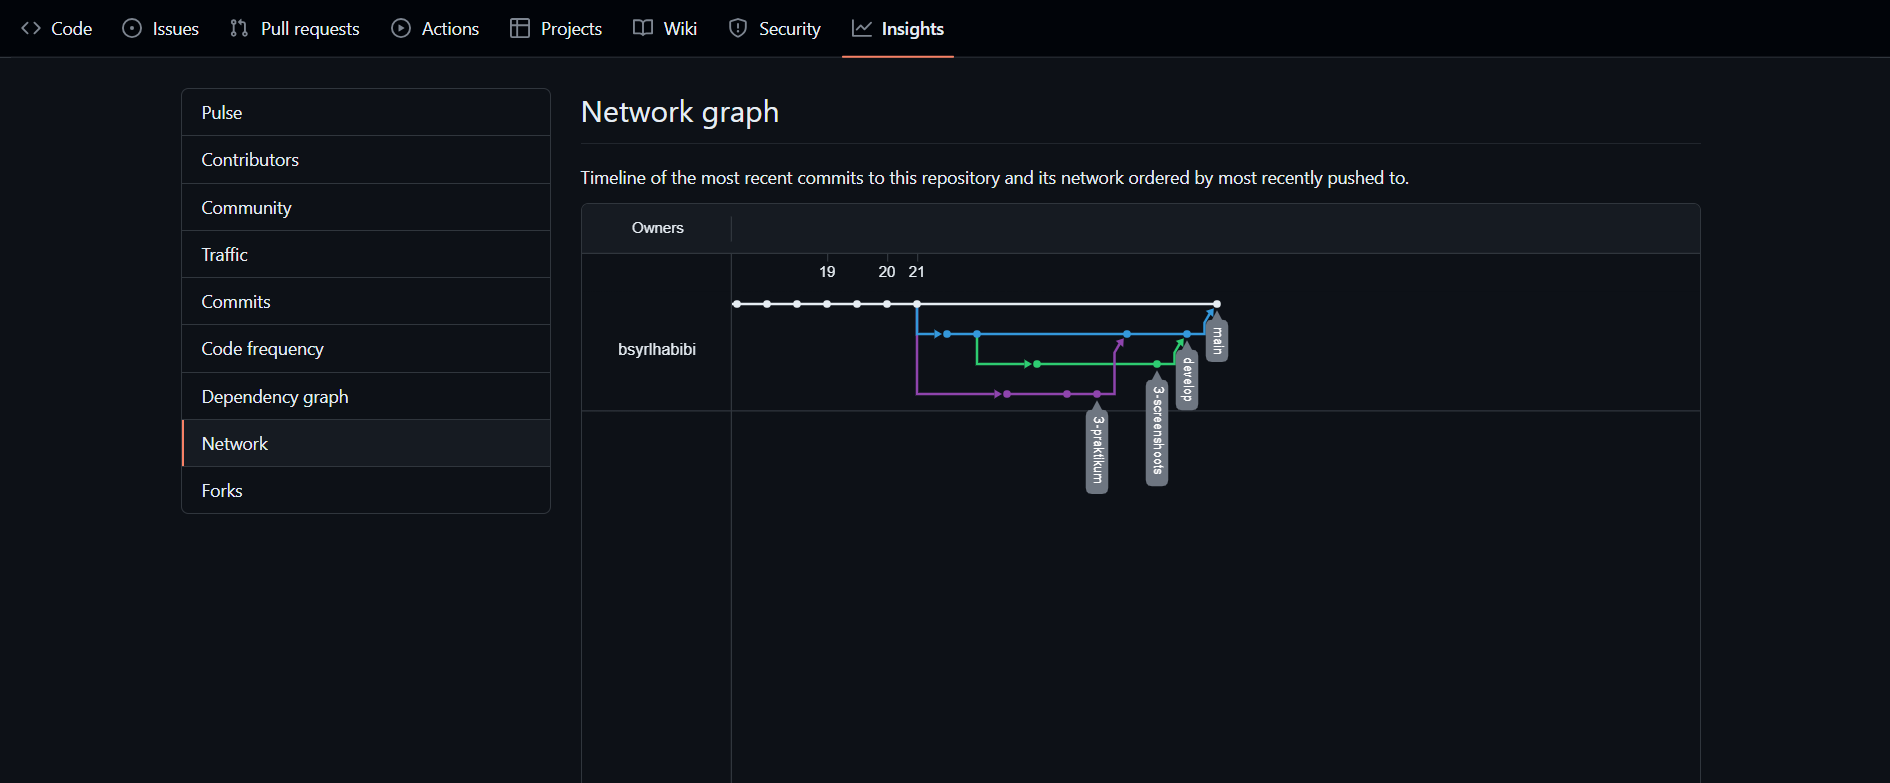 Code Issues Pull requests Actions Projects Wiki Security Insights
Pulse
Contributors
Community
Traffic
Commits
Code frequency
Dependency graph
Network
Forks
Network graph
Timeline of the most recent commits to this repository and its network ordered by most recently pushed to.
Owners
19 20 21
bsyrlhabibi
main
develop
3-screenshoots
3-praktikum